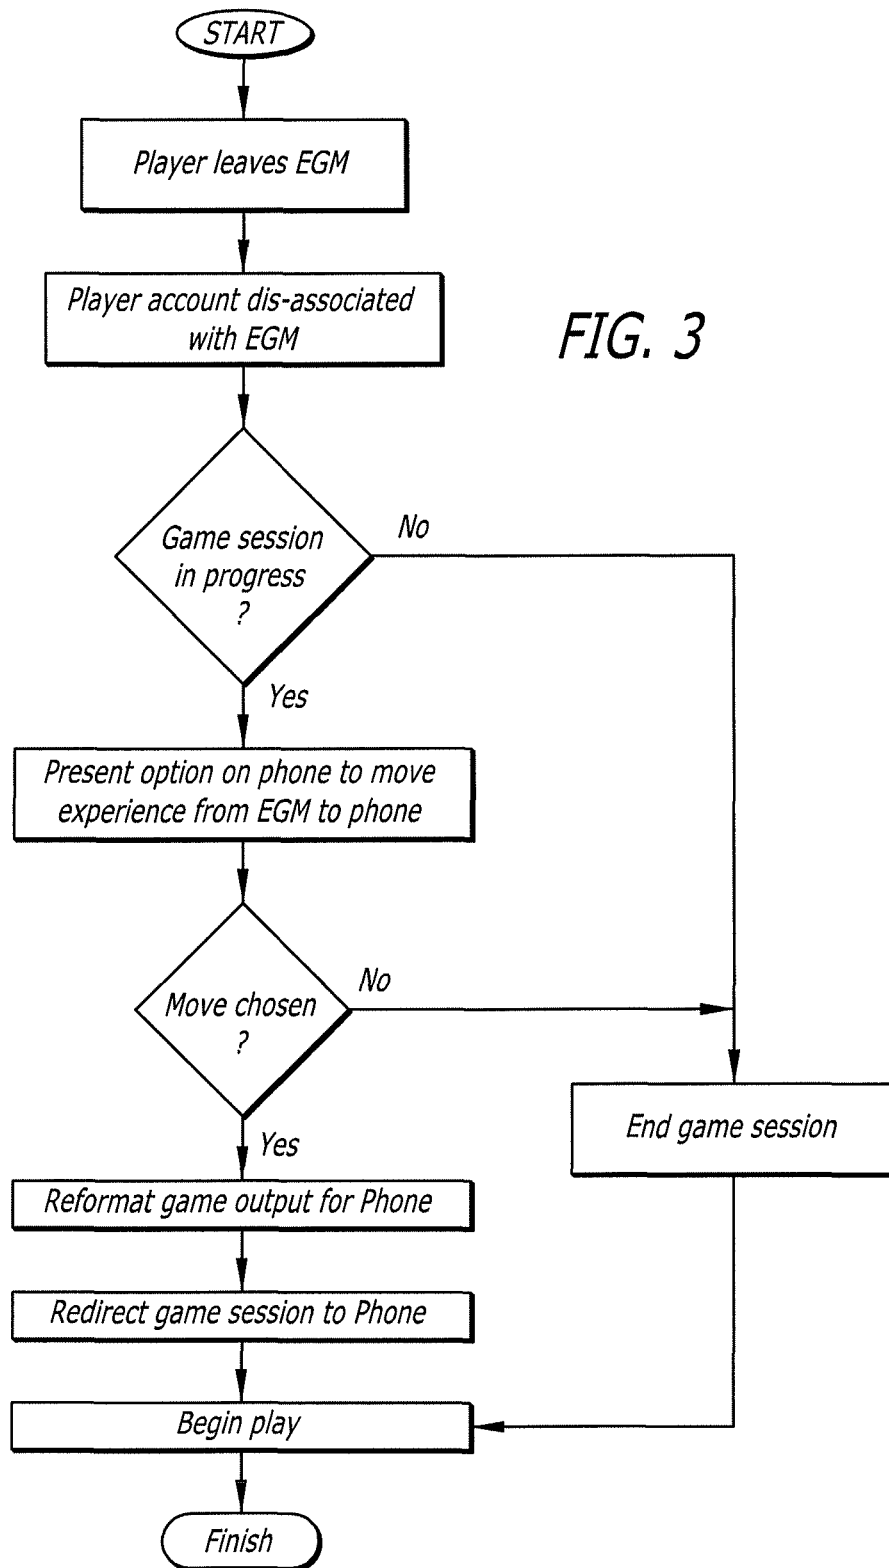 START
Player leaves EGM
Player account dis-associated
with EGM
FIG. 3
Game session
in progress
?
No
Yes
Present option on phone to move
experience from EGM to phone
Move chosen
?
No
Yes
End game session
Reformat game output for Phone
Redirect game session to Phone
Begin play
Finish